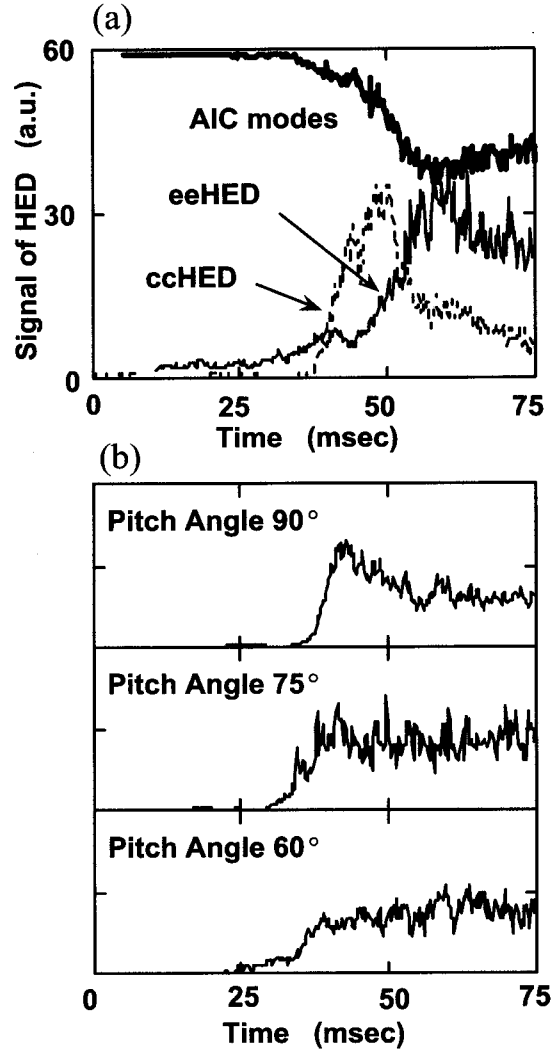 (a)
Signal of HED (a.u.)
60
30
0
AIC modes
eeHED
ccHED
0 25 50 75
Time (msec)
(b)
Pitch Angle 90°
Pitch Angle 75°
Pitch Angle 60°
0 25 50 75
Time (msec)